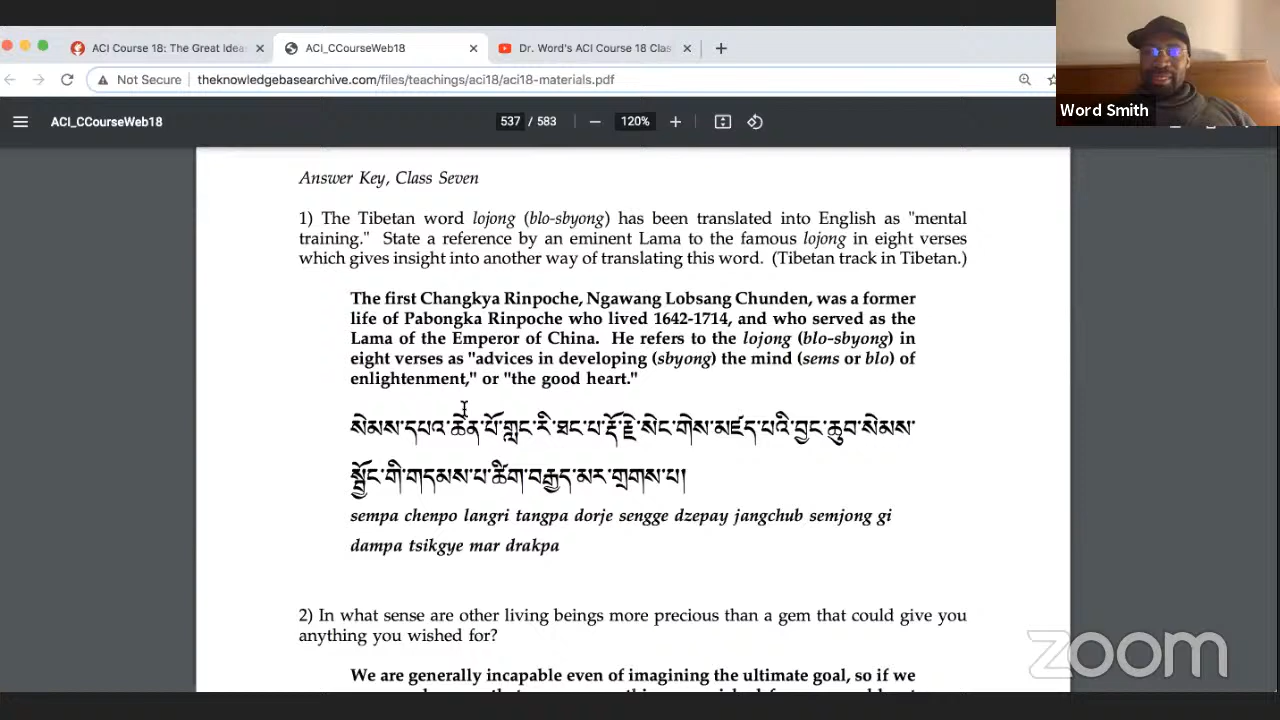 ACI Course 18: The Great Idea
ACI_CCourseWeb18
Dr. Word's ACI Course 18 Clas
Not Secure
theknowledgebasearchive.com/files/teachings/aci18/aci18-materials.pdf
Word Smith
ACI_CCourseWeb18
537 / 583
120%
Answer Key, Class Seven
1) The Tibetan word lojong (blo-sbyong) has been translated into English as "mental
training." State a reference by an eminent Lama to the famous lojong in eight verses
which gives insight into another way of translating this word. (Tibetan track in Tibetan.)
The first Changkya Rinpoche, Ngawang Lobsang Chunden, was a former
life of Pabongka Rinpoche who lived 1642-1714, and who served as the
Lama of the Emperor of China. He refers to the lojong (blo-sbyong) in
eight verses as "advices in developing (sbyong) the mind (sems or blo) of
enlightenment," or "the good heart."
སེམས་དཔའ་ཆེན་པོ་གླང་རི་ཐང་པ་རྡོ་རྗེ་སེང་གེས་མཛད་པའི་བྱང་ཆུབ་སེམས་
སྦྱོང་གི་གདམས་པ་ཚིག་བརྒྱད་མར་གྲགས་པ།
sempa chenpo langri tangpa dorje sengge dzepay jangchub semjong gi
dampa tsikgye mar drakpa
2) In what sense are other living beings more precious than a gem that could give you
anything you wished for?
We are generally incapable even of imagining the ultimate goal, so if we
zoom